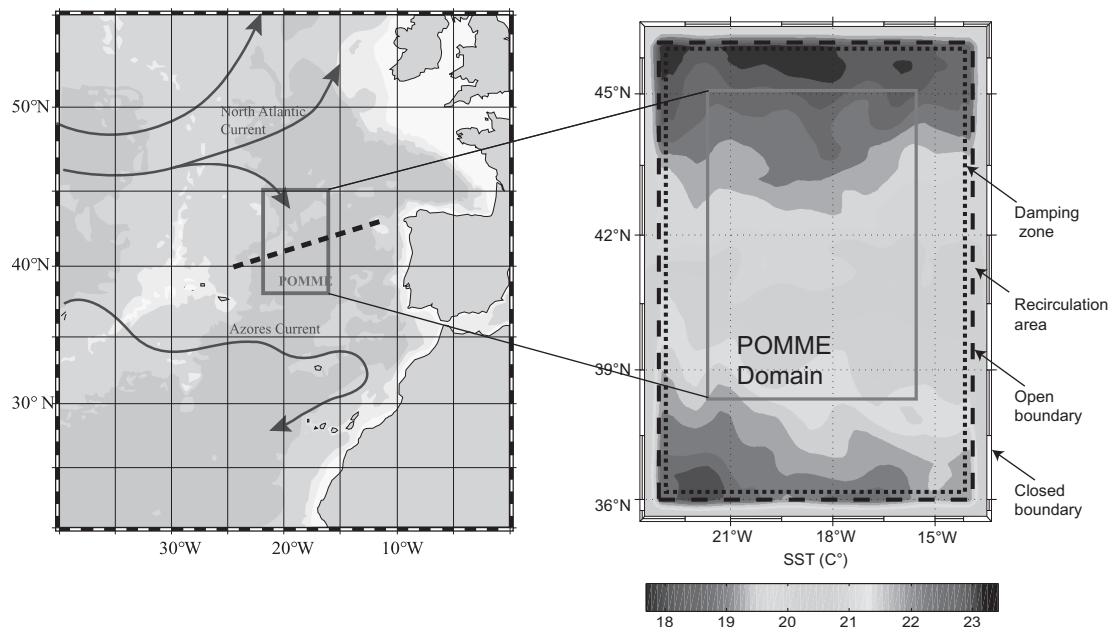 50°N
40°N
30° N
30°W
20°W
10°W
North Atlantic
Current
POMME
Azores Current
45°N
42°N
39°N
36°N
21°W
18°W
15°W
SST (C°)
POMME
Domain
Damping
zone
Recirculation
area
Open
boundary
Closed
boundary
18
19
20
21
22
23